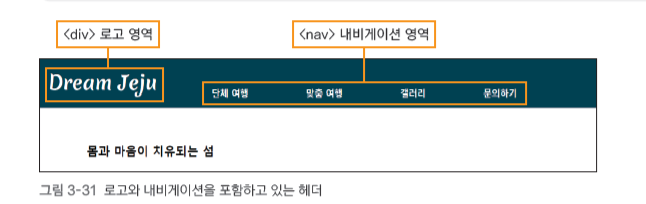 <div> 로고 영역
<nav> 내비게이션 영역
Dream Jeju
단체 여행
맞춤 여행
갤러리
문의하기
몸과 마음이 치유되는 섬
그림 3-31 로고와 내비게이션을 포함하고 있는 헤더